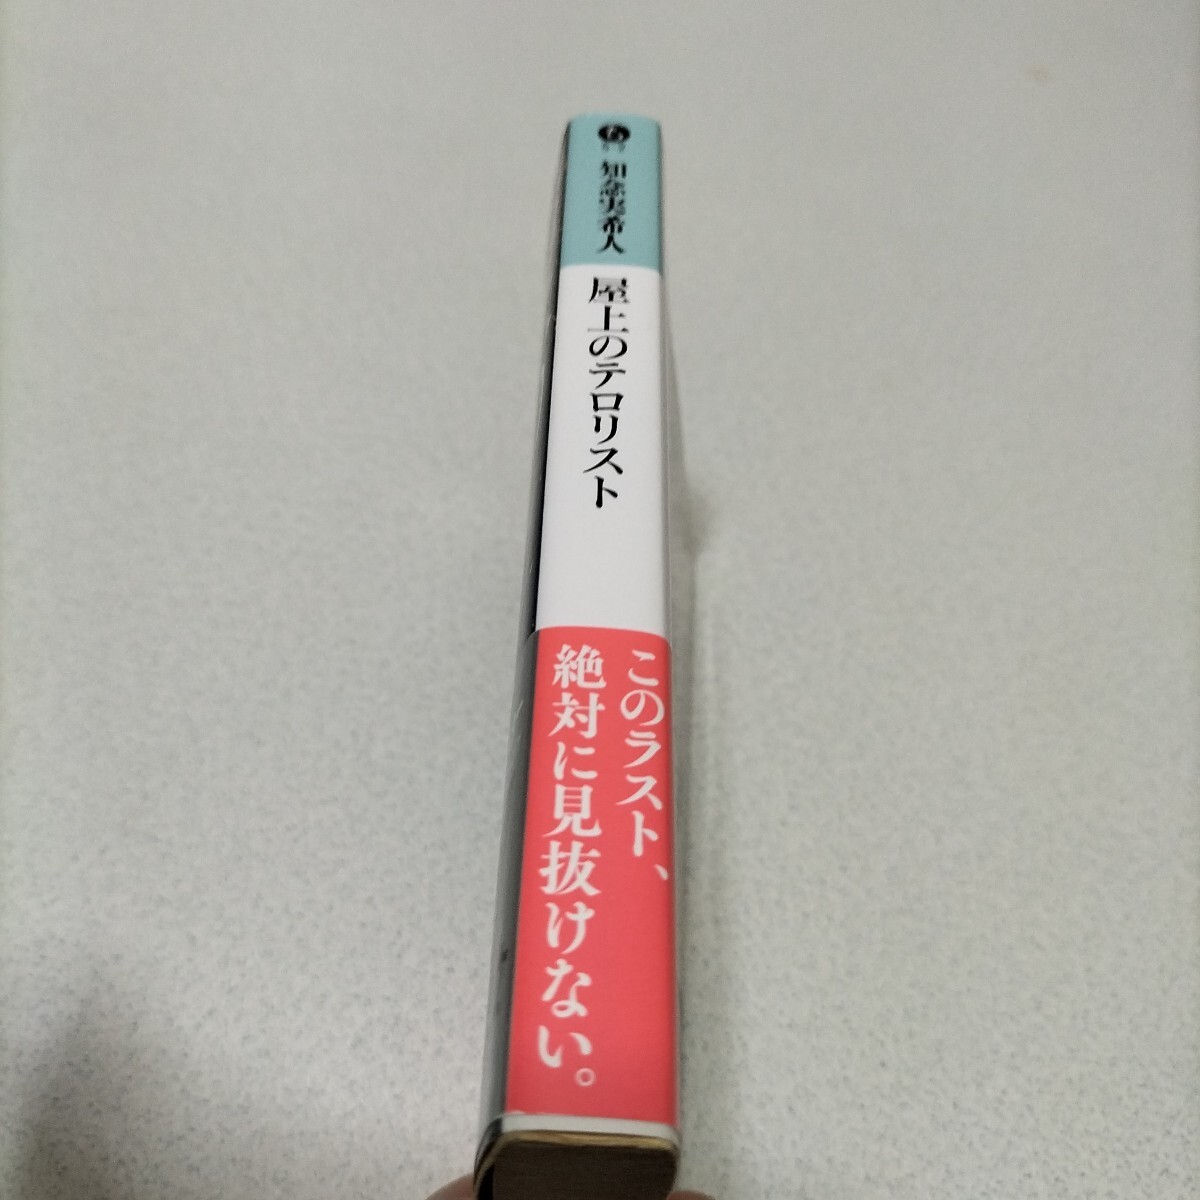 知念実希人
屋上のテロリスト
このラスト、
絶対に見抜けない。